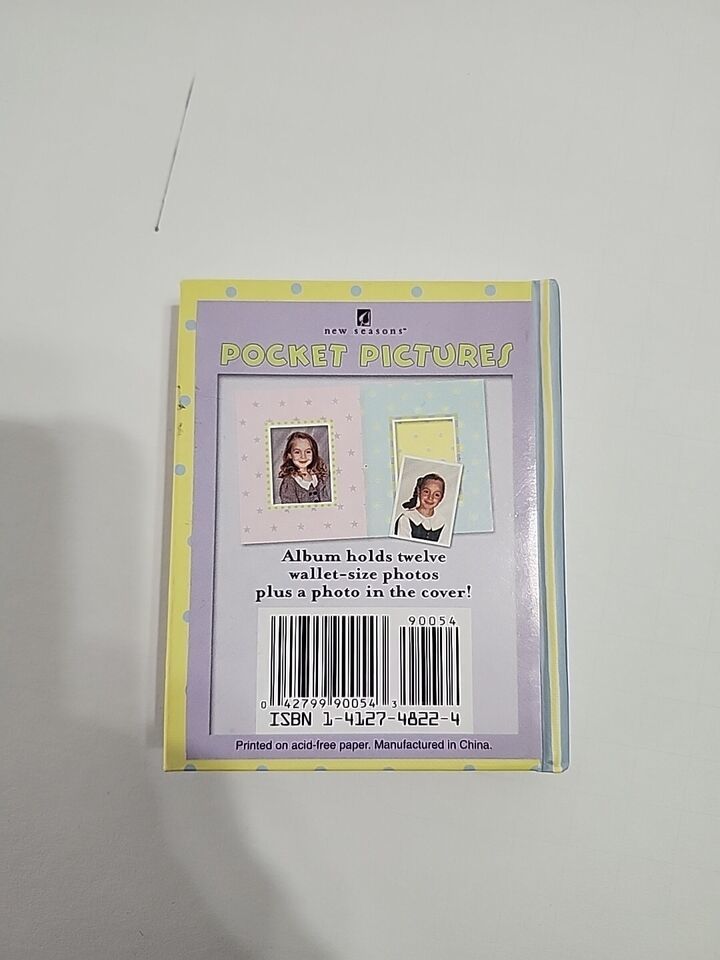 new seasons™
POCKET PICTURES
Album holds twelve
wallet-size photos
plus a photo in the cover!
90054
0 42799 90054 3
ISBN 1-4127-4822-4
Printed on acid-free paper. Manufactured in China.